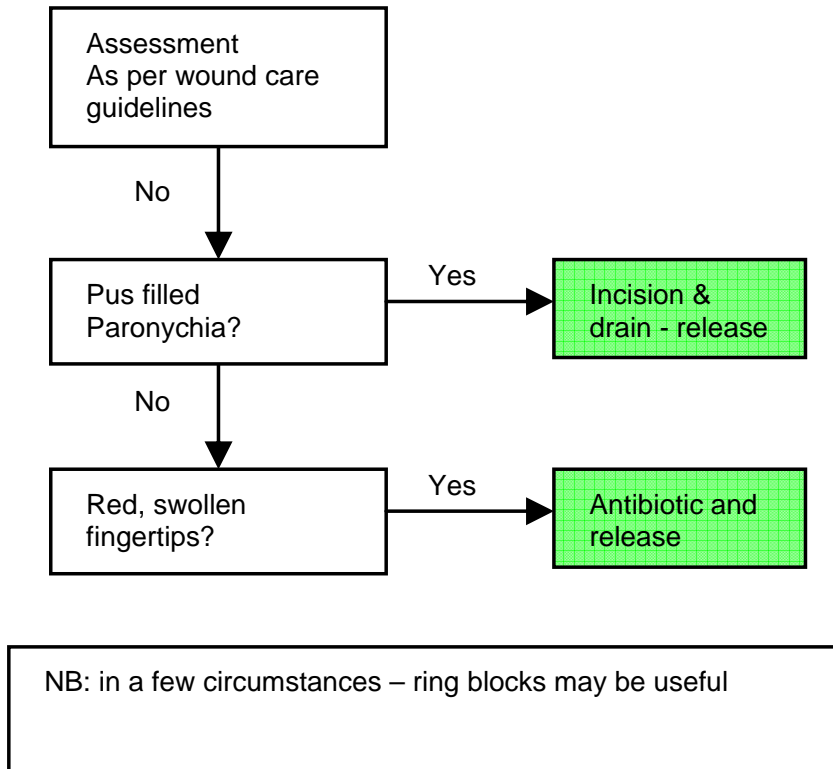 Assessment
As per wound care
guidelines
No
Pus filled
Paronychia?
Yes
Incision &
drain - release
No
Red, swollen
fingertips?
Yes
Antibiotic and
release
NB: in a few circumstances – ring blocks may be useful